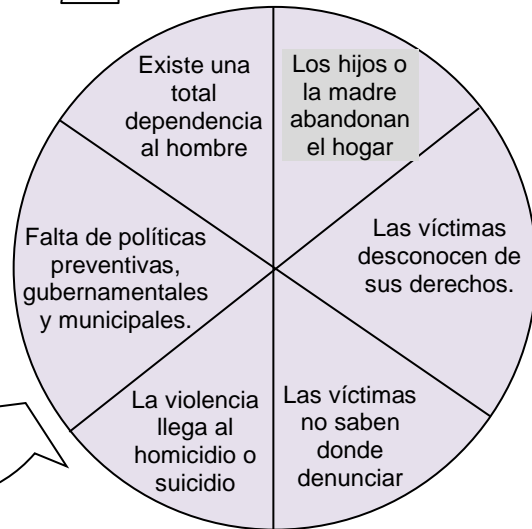 Existe una
total
dependencia
al hombre
Los hijos o
la madre
abandonan
el hogar
Las víctimas
desconocen de
sus derechos.
Las víctimas
no saben
donde
denunciar
La violencia
llega al
homicidio o
suicidio
Falta de políticas
preventivas,
gubernamentales
y municipales.